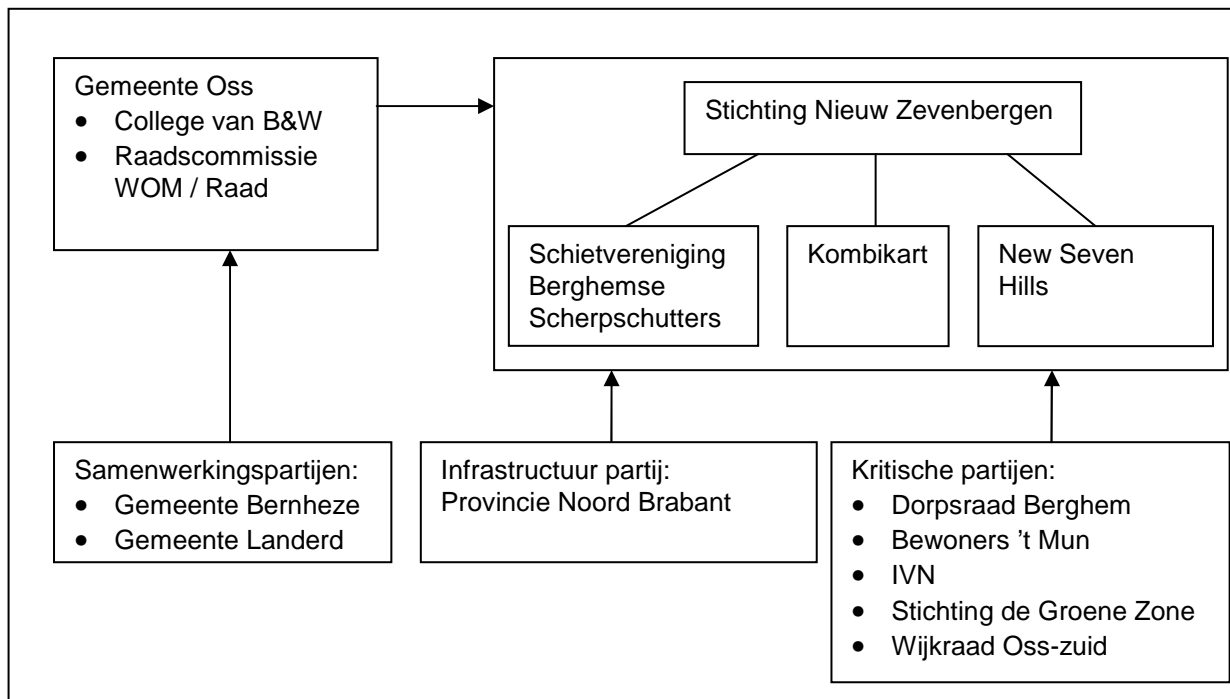 Gemeente Oss
• College van B&W
• Raadscommissie
WOM / Raad
Stichting Nieuw Zevenbergen
Schietvereniging
Berghemse
Scherpschutters
Kombikart
New Seven
Hills
Samenwerkingspartijen:
• Gemeente Bernheze
• Gemeente Landerd
Infrastructuur partij:
Provincie Noord Brabant
Kritische partijen:
• Dorpsraad Berghem
• Bewoners ’t Mun
• IVN
• Stichting de Groene Zone
• Wijkraad Oss-zuid